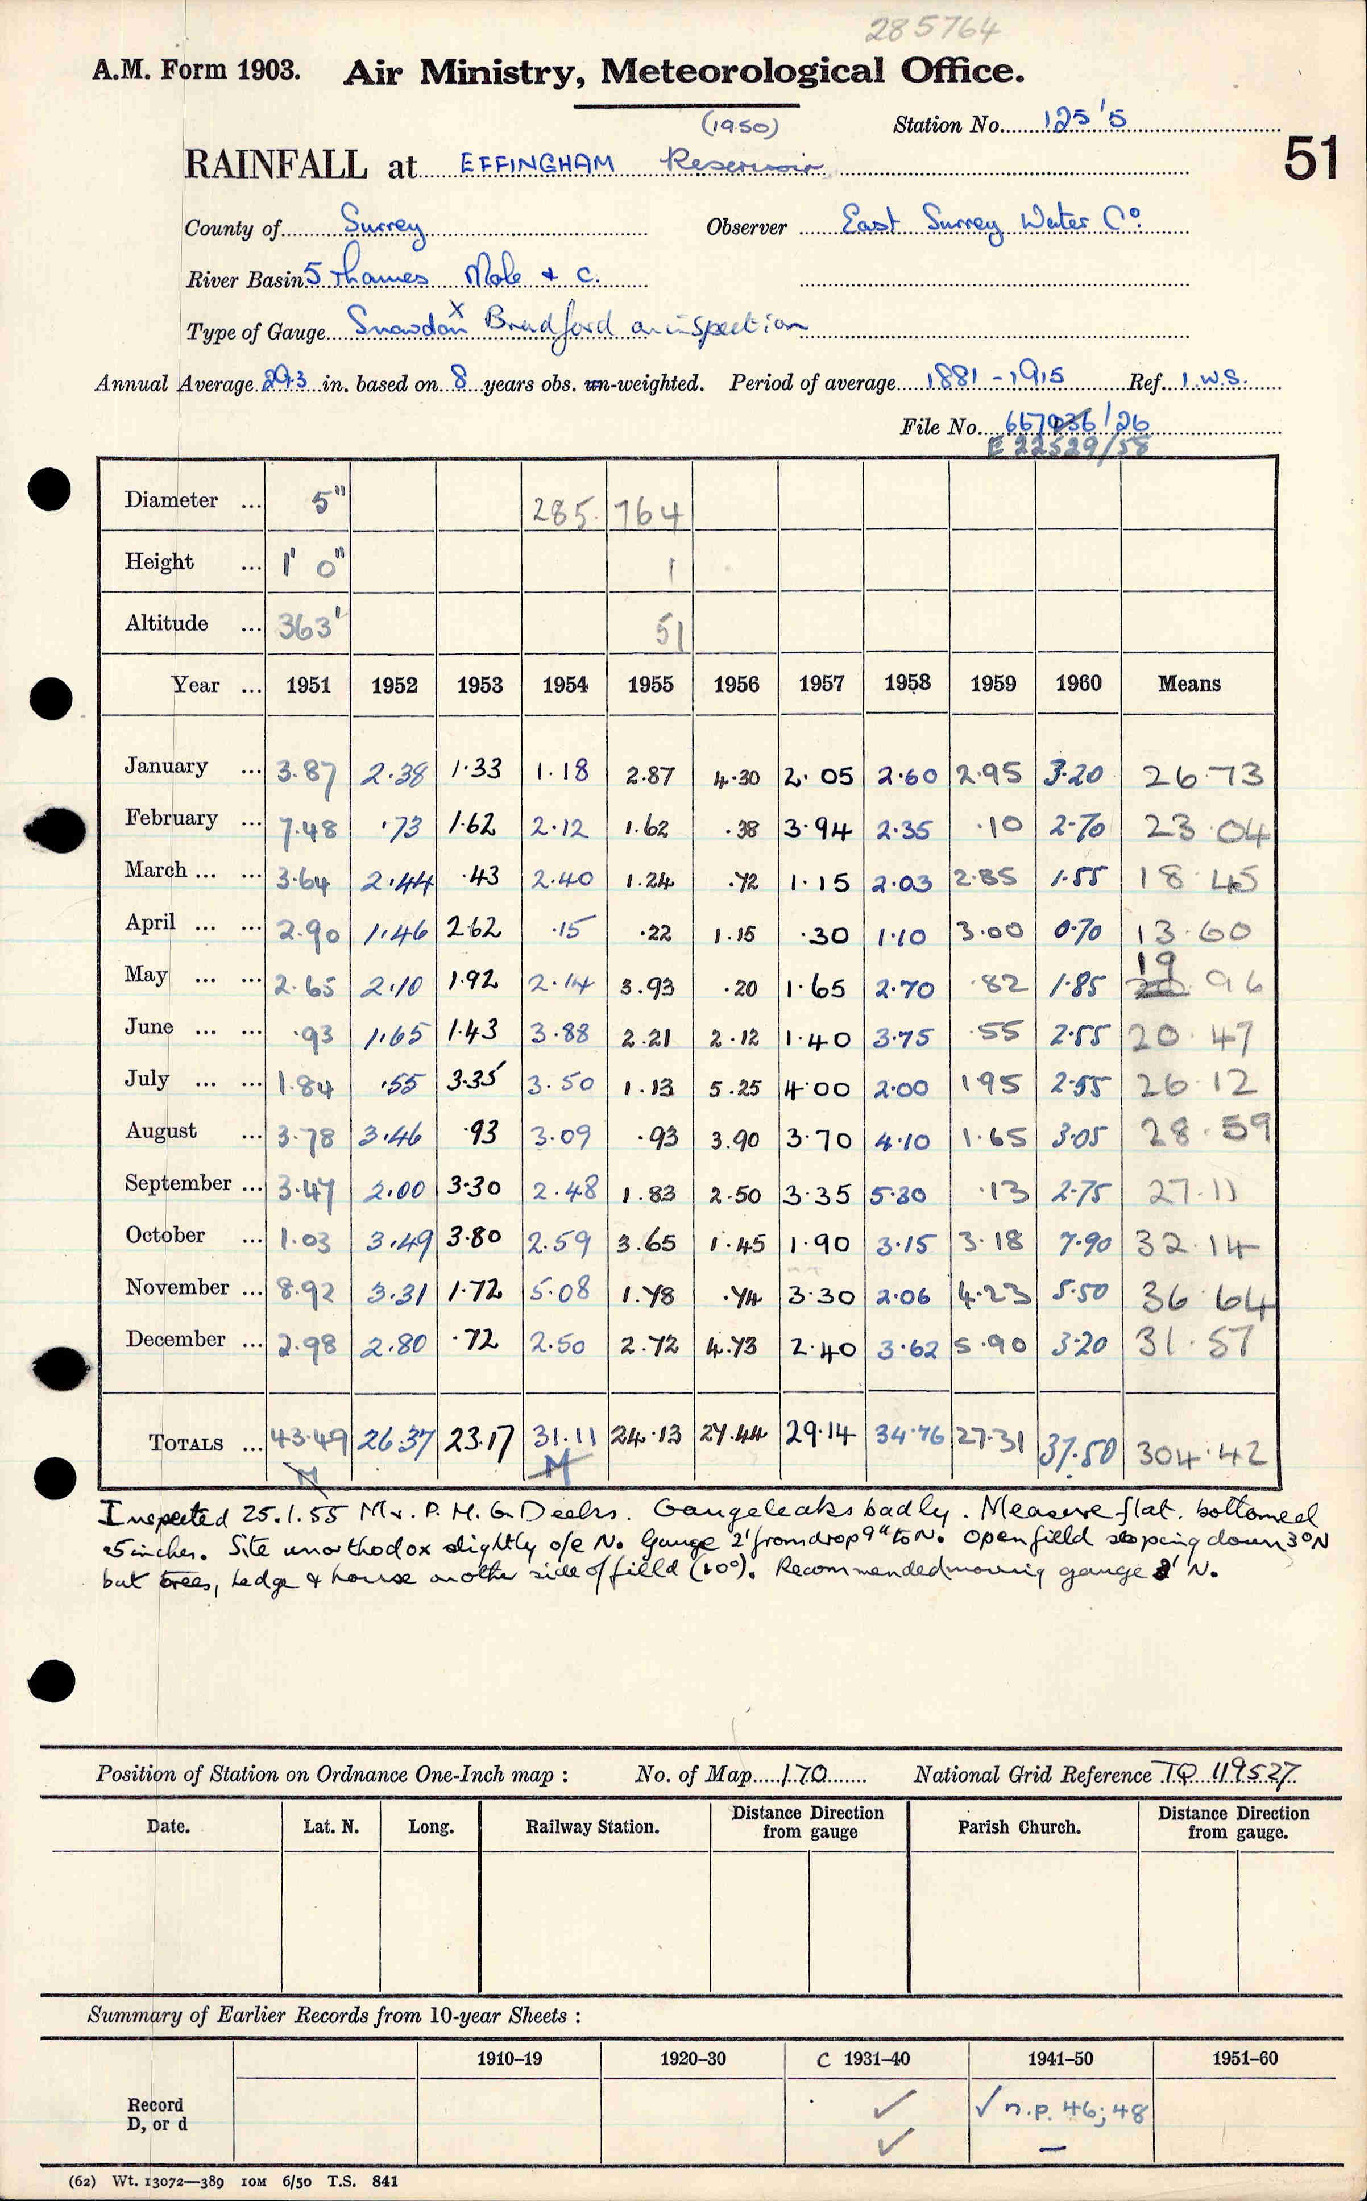 285764
A.M. Form 1903. Air Ministry, Meteorological Office.
(1950) Station No. 125'5
RAINFALL at EFFINGHAM Reservoir 51
County of Surrey Observer East Surrey Water Co.
River Basin 5 Thames Mole & c.
Type of Gauge Snowdon x Bradford on inspection
Annual Average 29.3 in. based on 8 years obs. un-weighted. Period of average 1881-1915 Ref. I.W.S.
File No. 667036/26
E 22529/58
Diameter ... 5" 285. 764
Height ... 1' 0" 1
Altitude ... 363' 51
Year ... 1951 1952 1953 1954 1955 1956 1957 1958 1959 1960 Means
January ... 3.87 2.38 1.33 1.18 2.87 4.30 2.05 2.60 2.95 3.20 26.73
February ... 7.48 .73 1.62 2.12 1.62 .38 3.94 2.35 .10 2.70 23.04
March ... ... 3.64 2.44 .43 2.40 1.24 .72 1.15 2.03 2.85 1.55 18.45
April ... ... 2.90 1.46 2.62 .15 .22 1.15 .30 1.10 3.00 0.70 13.60
May ... ... 2.65 2.10 1.92 2.14 3.93 .20 1.65 2.70 .82 1.85 19 20.96
June ... ... .93 1.65 1.43 3.88 2.21 2.12 1.40 3.75 .55 2.55 20.47
July ... ... 1.84 .55 3.35 3.50 1.13 5.25 4.00 2.00 1.95 2.55 26.12
August ... 3.78 3.46 .93 3.09 .93 3.90 3.70 4.10 1.65 3.05 28.59
September ... 3.47 2.00 3.30 2.48 1.83 2.50 3.35 5.30 .13 2.75 27.11
October ... 1.03 3.49 3.80 2.59 3.65 1.45 1.90 3.15 3.18 7.90 32.14
November ... 8.92 3.31 1.72 5.08 1.78 .74 3.30 2.06 4.23 5.50 36.64
December ... 2.98 2.80 .72 2.50 2.72 4.73 2.40 3.62 5.90 3.20 31.57
TOTALS ... 43.49 26.37 23.17 31.11 24.13 27.44 29.14 34.76 27.31 37.50 304.42
M M
Inspected 25.1.55 Mr. P. M. G. Deeks. Gauge leaks badly. Measure flat. bottomed
.5 inches. Site unorthodox slightly o/e N. Gauge 2' from drop 9" to N. Open field sloping down 3° N
but trees, hedge & house on other side of field (10°). Recommended moving gauge 2' N.
Position of Station on Ordnance One-Inch map : No. of Map 170 National Grid Reference TQ 119527
Date. Lat. N. Long. Railway Station. Distance Direction from gauge Parish Church. Distance Direction from gauge.
Summary of Earlier Records from 10-year Sheets :
1910–19 1920–30 C 1931–40 1941–50 1951–60
Record ✓ ✓ n.p. 46; 48
D, or d ✓ –
(62) Wt. 13072—389 10M 6/50 T.S. 841